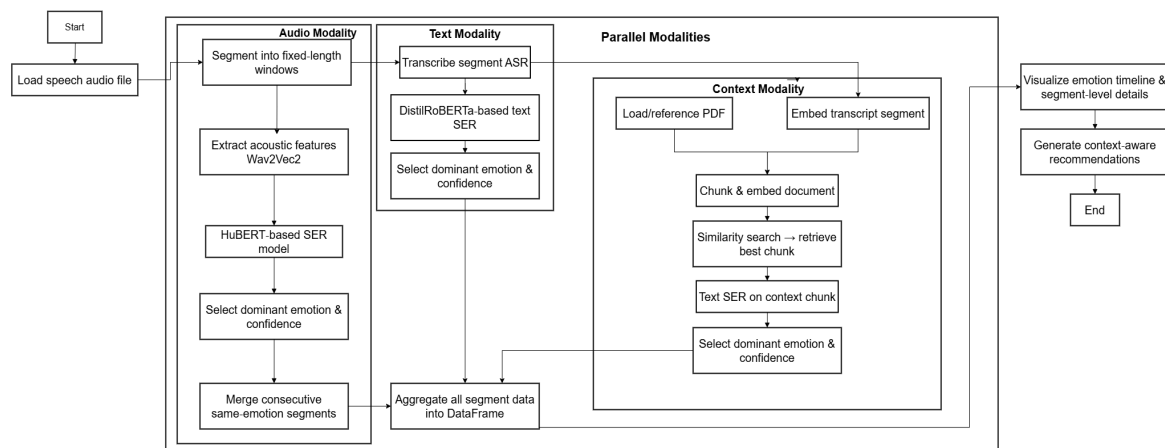 Start
Load speech audio file
Parallel Modalities
Audio Modality
Segment into fixed-length
windows
Extract acoustic features
Wav2Vec2
HuBERT-based SER
model
Select dominant emotion &
confidence
Merge consecutive
same-emotion segments
Text Modality
Transcribe segment ASR
DistilRoBERTa-based text
SER
Select dominant emotion &
confidence
Aggregate all segment data
into DataFrame
Context Modality
Load/reference PDF
Embed transcript segment
Chunk & embed document
Similarity search → retrieve
best chunk
Text SER on context chunk
Select dominant emotion &
confidence
Visualize emotion timeline &
segment-level details
Generate context-aware
recommendations
End